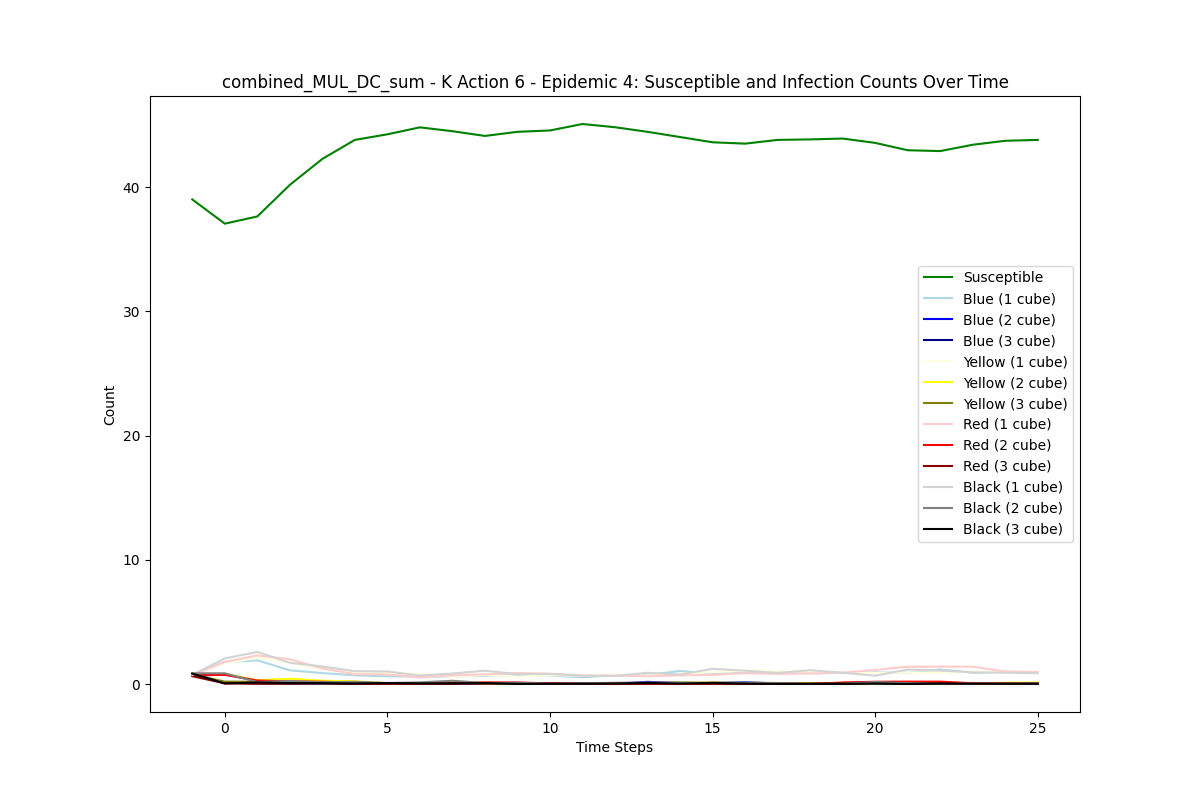 combined_MUL_DC_sum - K Action 6 - Epidemic 4: Susceptible and Infection Counts Over Time
Count
40
30
20
10
0
Susceptible
Blue (1 cube)
Blue (2 cube)
Blue (3 cube)
Yellow (1 cube)
Yellow (2 cube)
Yellow (3 cube)
Red (1 cube)
Red (2 cube)
Red (3 cube)
Black (1 cube)
Black (2 cube)
Black (3 cube)
0 5 10 15 20 25
Time Steps